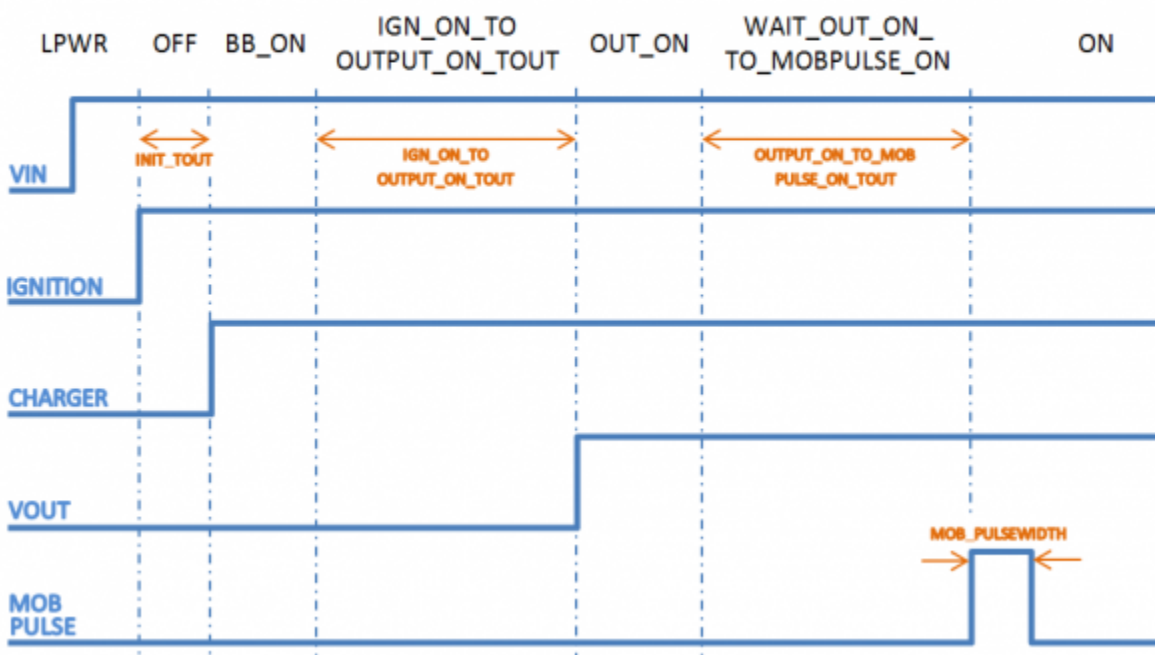 LPWR OFF BB_ON IGN_ON_TO OUTPUT_ON_TOUT OUT_ON WAIT_OUT_ON_ TO_MOBPULSE_ON ON
VIN
INIT_TOUT
IGN_ON_TO
OUTPUT_ON_TOUT
OUTPUT_ON_TO_MOB
PULSE_ON_TOUT
IGNITION
CHARGER
VOUT
MOB_PULSEWIDTH
MOB
PULSE